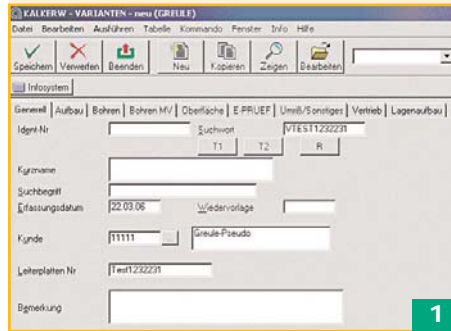 KALKERW - VARIANTEN - neu (GREULE)
Datei Bearbeiten Ausführen Tabelle Kommando Fenster Info Hilfe
Speichern Verwerfen Beenden Neu Kopieren Zeigen Bearbeiten
Infosystem
Generell Aufbau Bohren Bohren MV Oberfläche E-PRUEF Umriß/Sonstiges Vertrieb Lagenaufbau
Ident-Nr Suchwort VTEST1232231
T1 T2 R
Kurzname
Suchbegriff
Erfassungsdatum 22.03.06 Wiedervorlage
Kunde 11111 Greule-Pseudo
Leiterplatten Nr Test1232231
Bemerkung
1